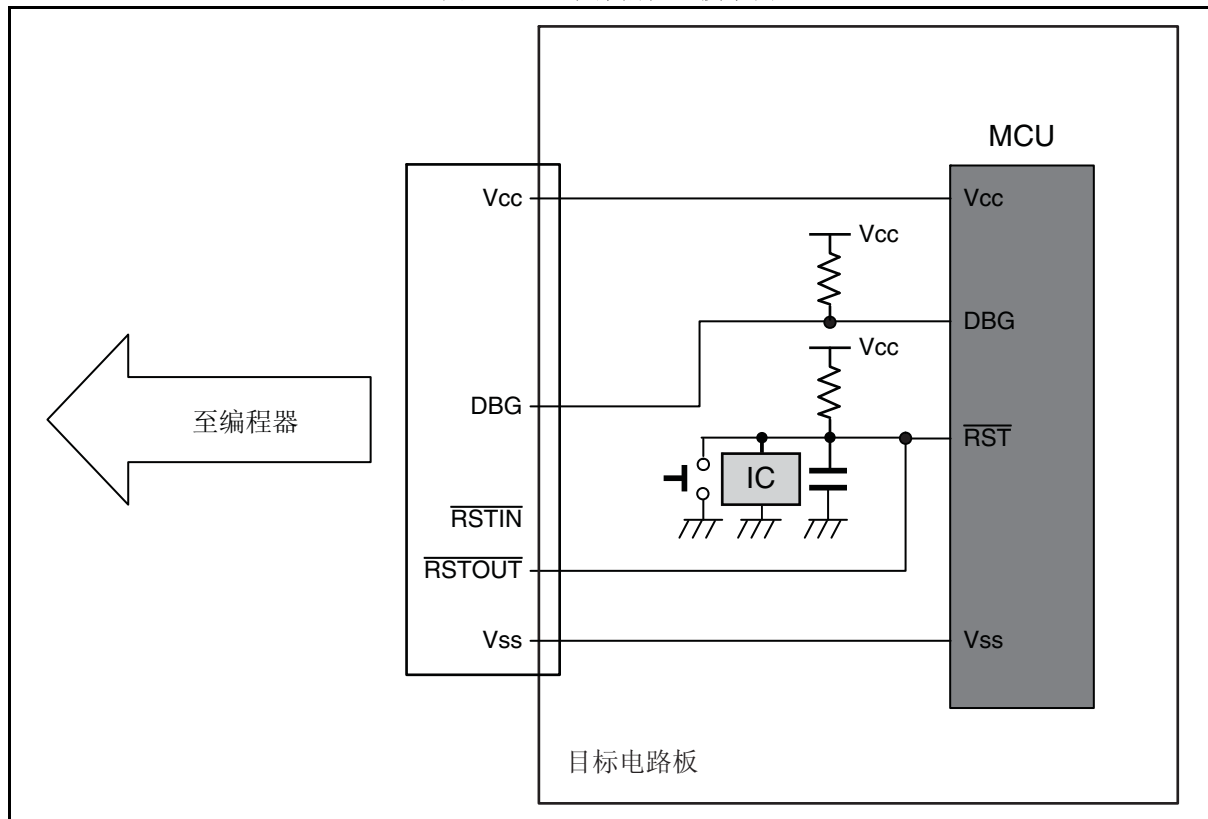 MCU
Vcc
Vcc
Vcc
DBG
Vcc
DBG
至编程器
RST
IC
RSTIN
RSTOUT
Vss
Vss
目标电路板